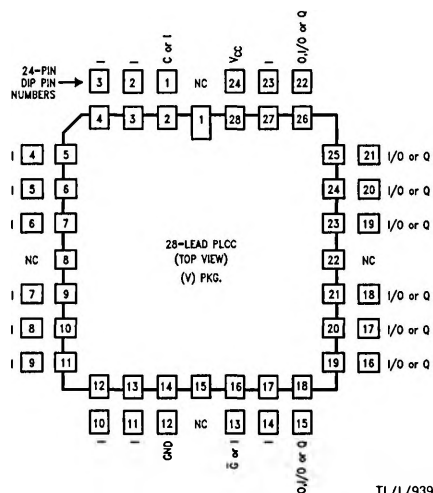 I I C or I VCC I O,I/O or Q
24-PIN DIP PIN NUMBERS
3 2 1 NC 24 23 22
4 3 2 1 28 27 26
I 4 5 25 21 I/O or Q
I 5 6 24 20 I/O or Q
I 6 7 23 19 I/O or Q
NC 8 22 NC
28-LEAD PLCC
(TOP VIEW)
(V) PKG.
I 7 9 21 18 I/O or Q
I 8 10 20 17 I/O or Q
I 9 11 19 16 I/O or Q
12 13 14 15 16 17 18
10 11 12 NC 13 14 15
I I GND G̅ or I I O,I/O or Q
TL/L/939